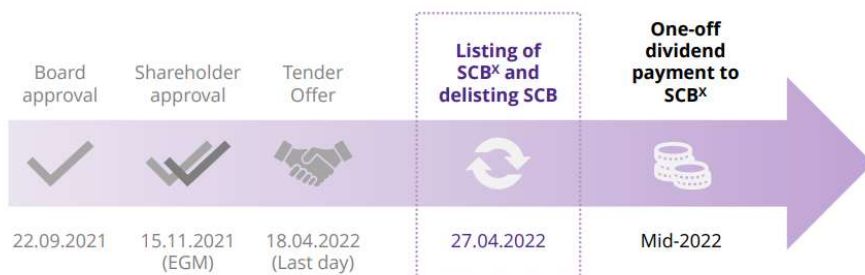 Board
approval
Shareholder
approval
Tender
Offer
Listing of
SCBˣ and
delisting SCB
One-off
dividend
payment to
SCBˣ
22.09.2021
15.11.2021
(EGM)
18.04.2022
(Last day)
27.04.2022
Mid-2022